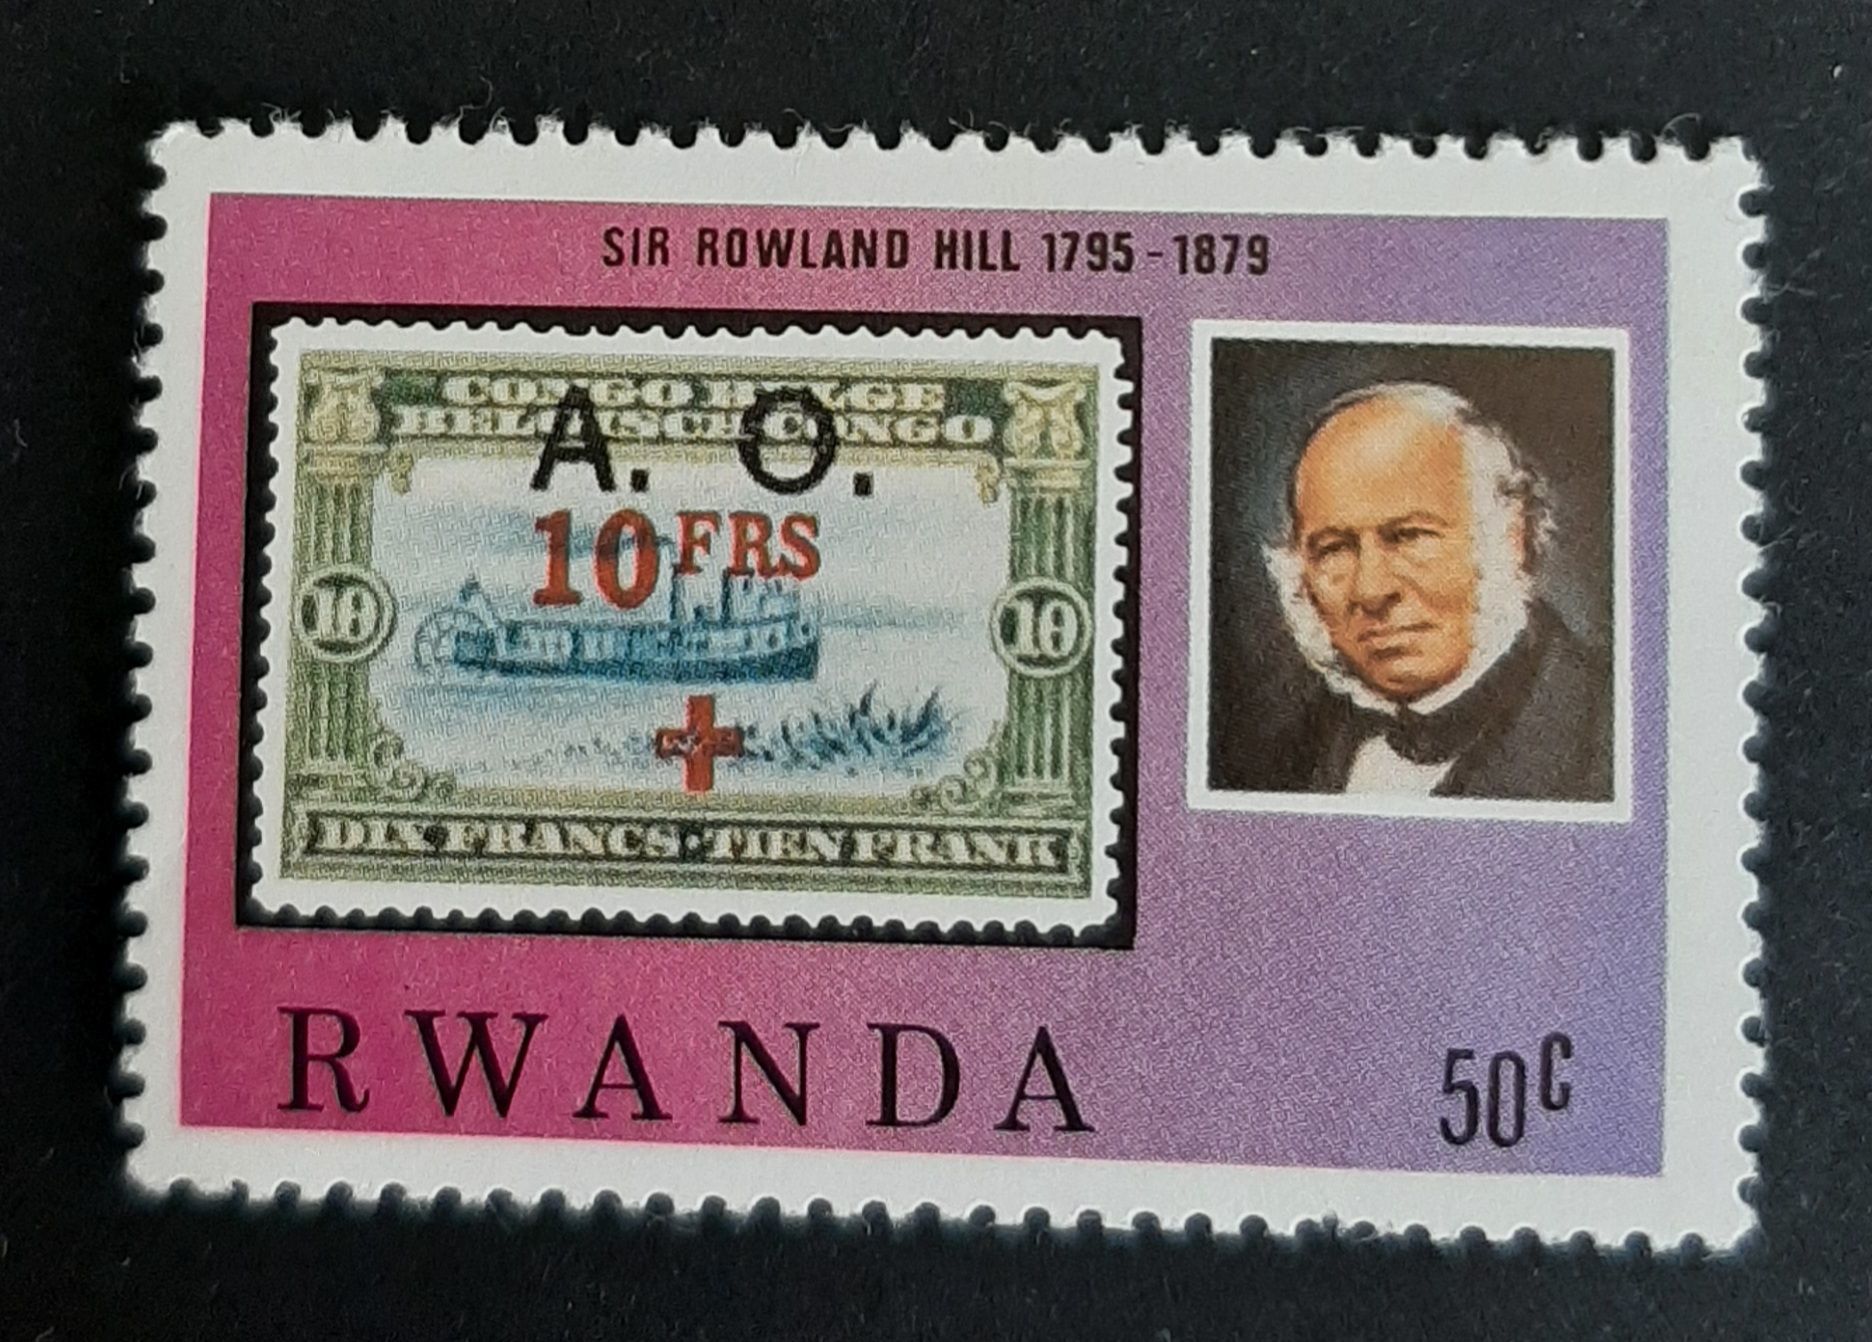 SIR ROWLAND HILL 1795-1879
CONGO BELGE
BELGISCH CONGO
A. O.
10 FRS
10 10
DIX FRANCS·TIEN FRANK
RWANDA
50C